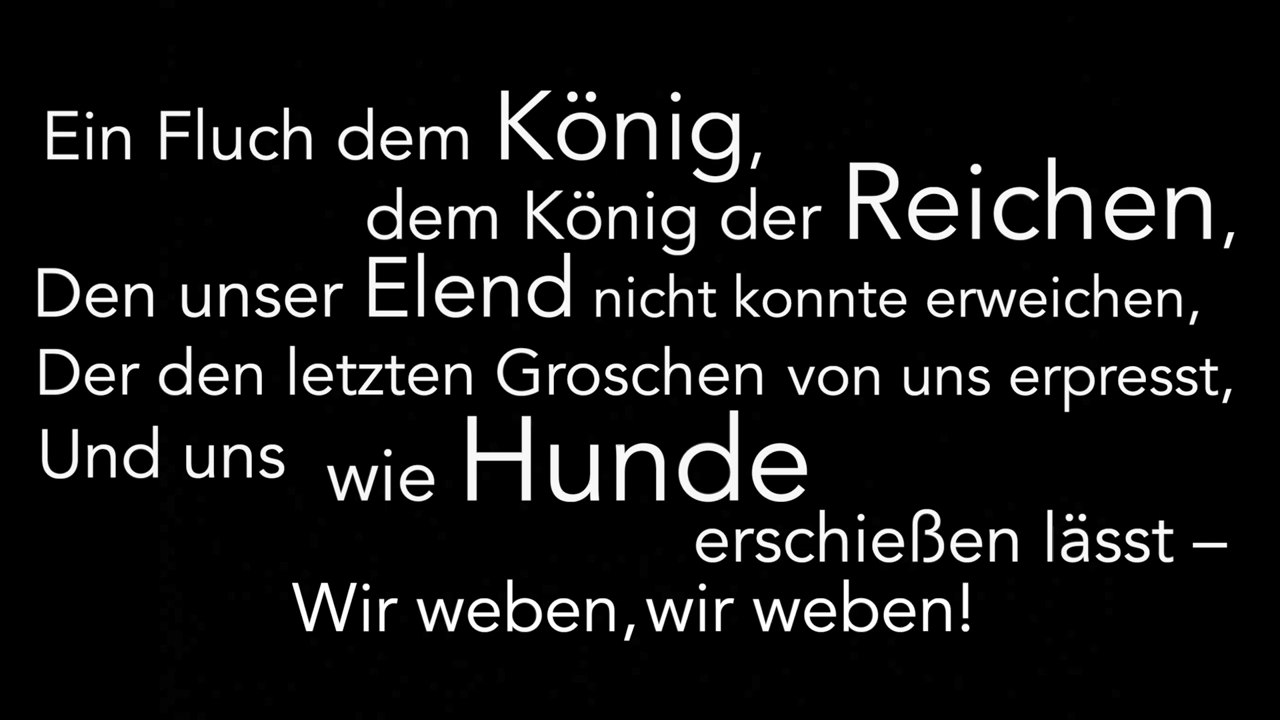 Ein Fluch dem König,
dem König der Reichen,
Den unser Elend nicht konnte erweichen,
Der den letzten Groschen von uns erpresst,
Und uns wie Hunde
erschießen lässt –
Wir weben, wir weben!